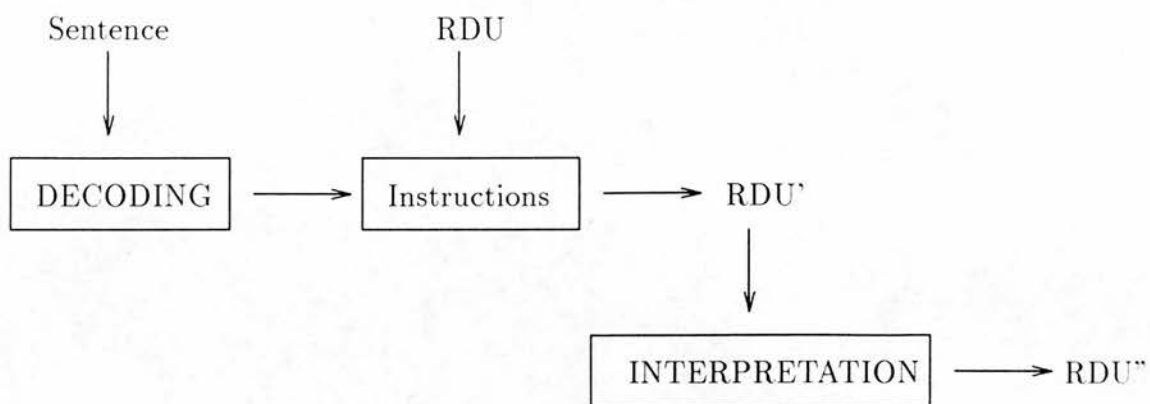 Sentence RDU
DECODING Instructions RDU'
INTERPRETATION RDU"